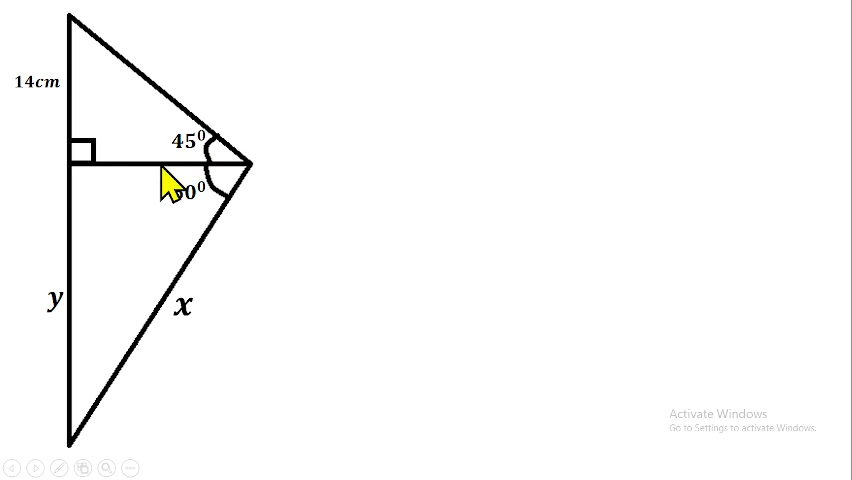 14cm
45⁰
0⁰
y
x
Activate Windows
Go to Settings to activate Windows.